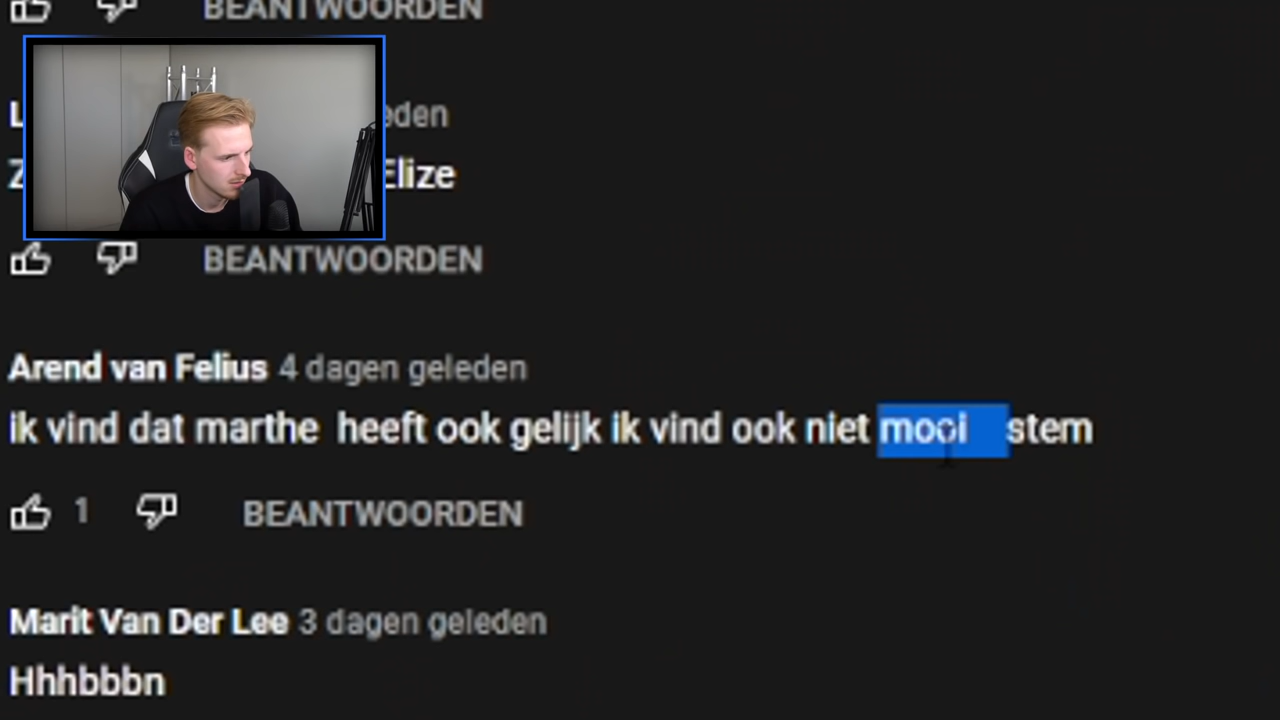 BEANTWOORDEN
Elize
BEANTWOORDEN
Arend van Felius 4 dagen geleden
ik vind dat marthe heeft ook gelijk ik vind ook niet mooi stem
1 BEANTWOORDEN
Marit Van Der Lee 3 dagen geleden
Hhhbbbn